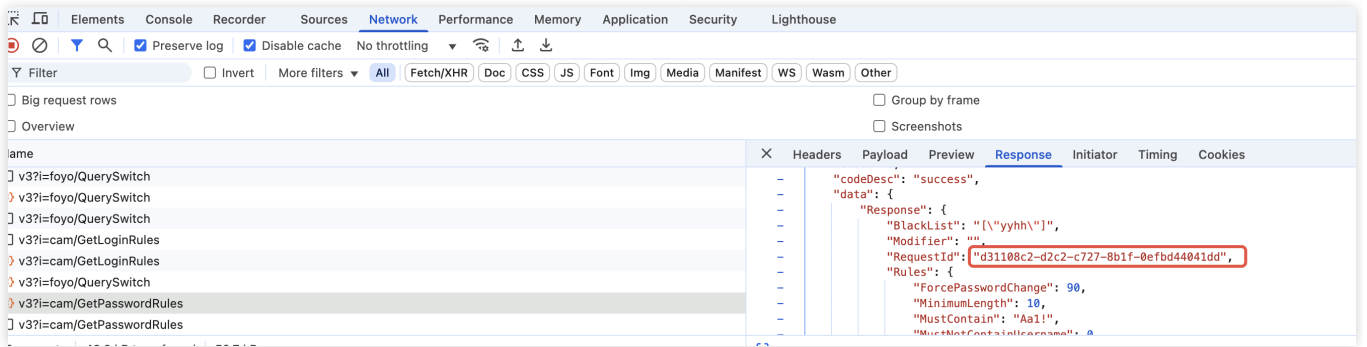 Elements Console Recorder Sources Network Performance Memory Application Security Lighthouse
Preserve log Disable cache No throttling
Filter Invert More filters All Fetch/XHR Doc CSS JS Font Img Media Manifest WS Wasm Other
Big request rows Group by frame
Overview Screenshots
ame Headers Payload Preview Response Initiator Timing Cookies
v3?i=foyo/QuerySwitch
v3?i=foyo/QuerySwitch
v3?i=foyo/QuerySwitch
v3?i=cam/GetLoginRules
v3?i=cam/GetLoginRules
v3?i=foyo/QuerySwitch
v3?i=cam/GetPasswordRules
v3?i=cam/GetPasswordRules
"codeDesc": "success",
"data": {
"Response": {
"BlackList": "[\"yyhh\"]",
"Modifier": "",
"RequestId": "d31108c2-d2c2-c727-8b1f-0efbd44041dd",
"Rules": {
"ForcePasswordChange": 90,
"MinimumLength": 10,
"MustContain": "Aa1!",
"MustNotContainUsername": 0